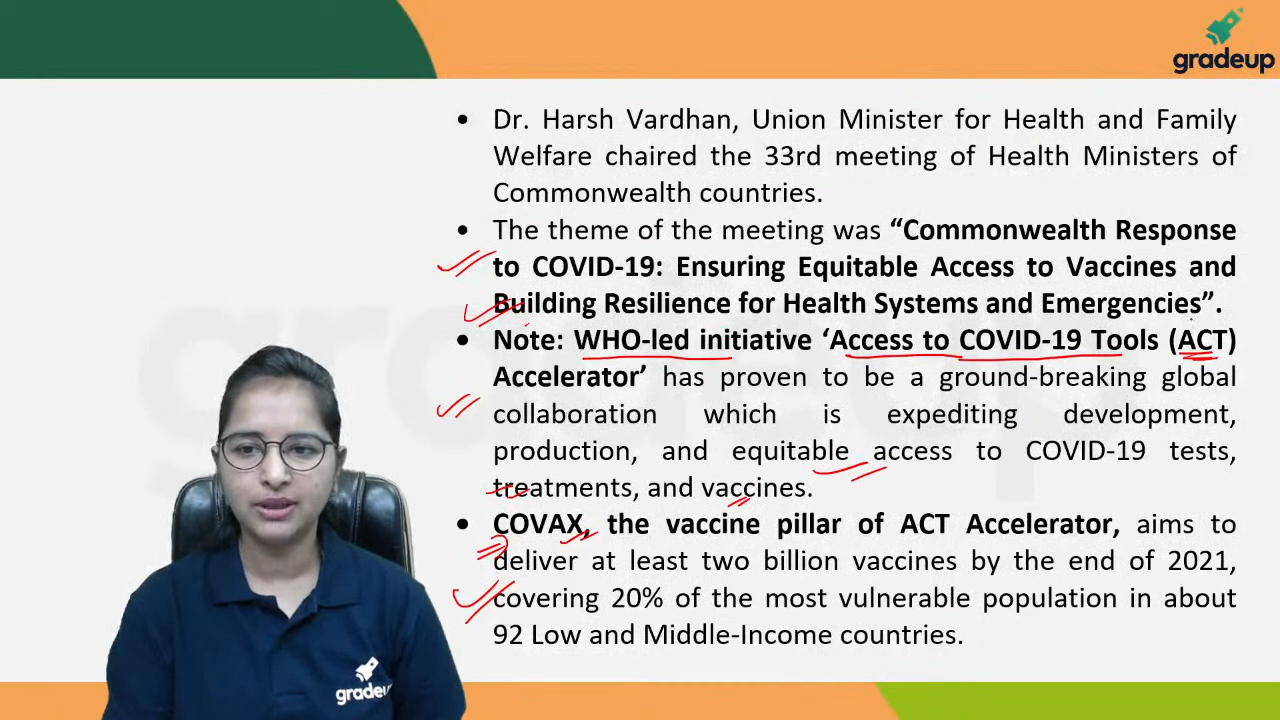 gradeup
• Dr. Harsh Vardhan, Union Minister for Health and Family
Welfare chaired the 33rd meeting of Health Ministers of
Commonwealth countries.
• The theme of the meeting was “Commonwealth Response
to COVID-19: Ensuring Equitable Access to Vaccines and
Building Resilience for Health Systems and Emergencies”.
• Note: WHO-led initiative ‘Access to COVID-19 Tools (ACT)
Accelerator’ has proven to be a ground-breaking global
collaboration which is expediting development,
production, and equitable access to COVID-19 tests,
treatments, and vaccines.
• COVAX, the vaccine pillar of ACT Accelerator, aims to
deliver at least two billion vaccines by the end of 2021,
covering 20% of the most vulnerable population in about
92 Low and Middle-Income countries.
gradeup